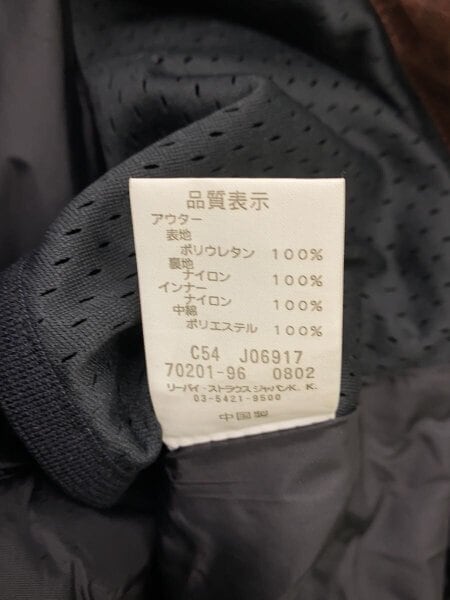 品質表示
アウター
表地
ポリウレタン 100%
裏地
ナイロン 100%
インナー
ナイロン 100%
中綿
ポリエステル 100%
C54 J06917
70201-96 0802
リーバイ・ストラウス ジャパンK.K.
03-5421-9500
中国製